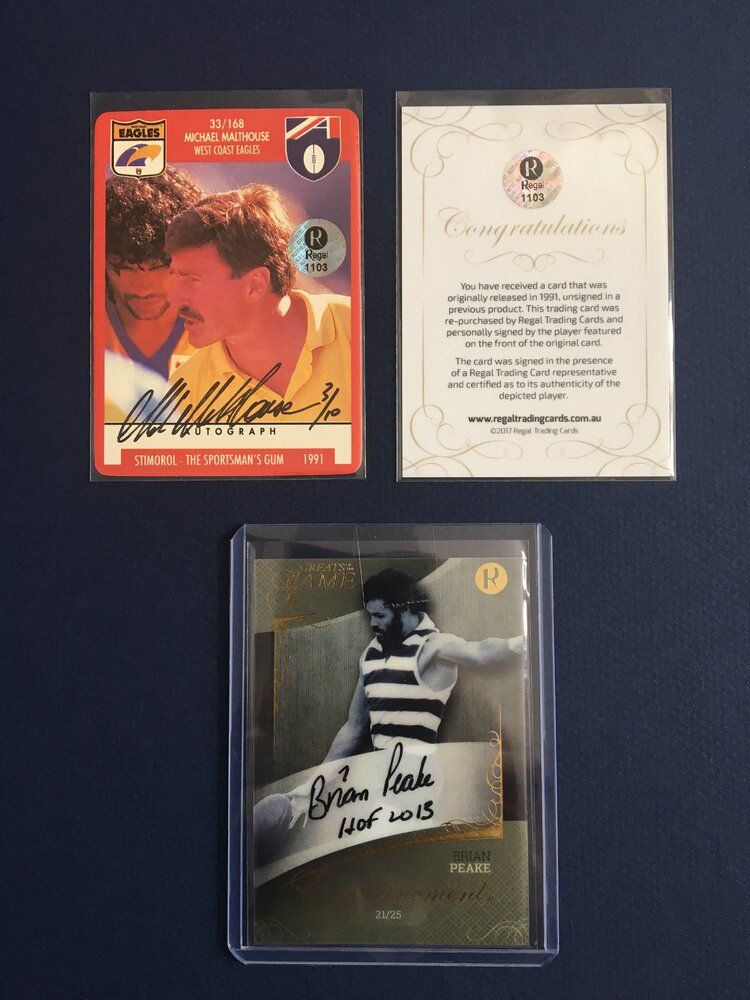 EAGLES
33/168
MICHAEL MALTHOUSE
WEST COAST EAGLES
R
Regal
1103
3/10
AUTOGRAPH
STIMOROL - THE SPORTSMAN'S GUM 1991
R
Regal
1103
Congratulations
You have received a card that was
originally released in 1991, unsigned in a
previous product. This trading card was
re-purchased by Regal Trading Cards and
personally signed by the player featured
on the front of the original card.
The card was signed in the presence
of a Regal Trading Card representative
and certified as to its authenticity of the
depicted player.
www.regaltradingcards.com.au
©2017 Regal Trading Cards
GREATS OF THE
GAME
R
Brian Peake
HOF 2013
BRIAN
PEAKE
21/25